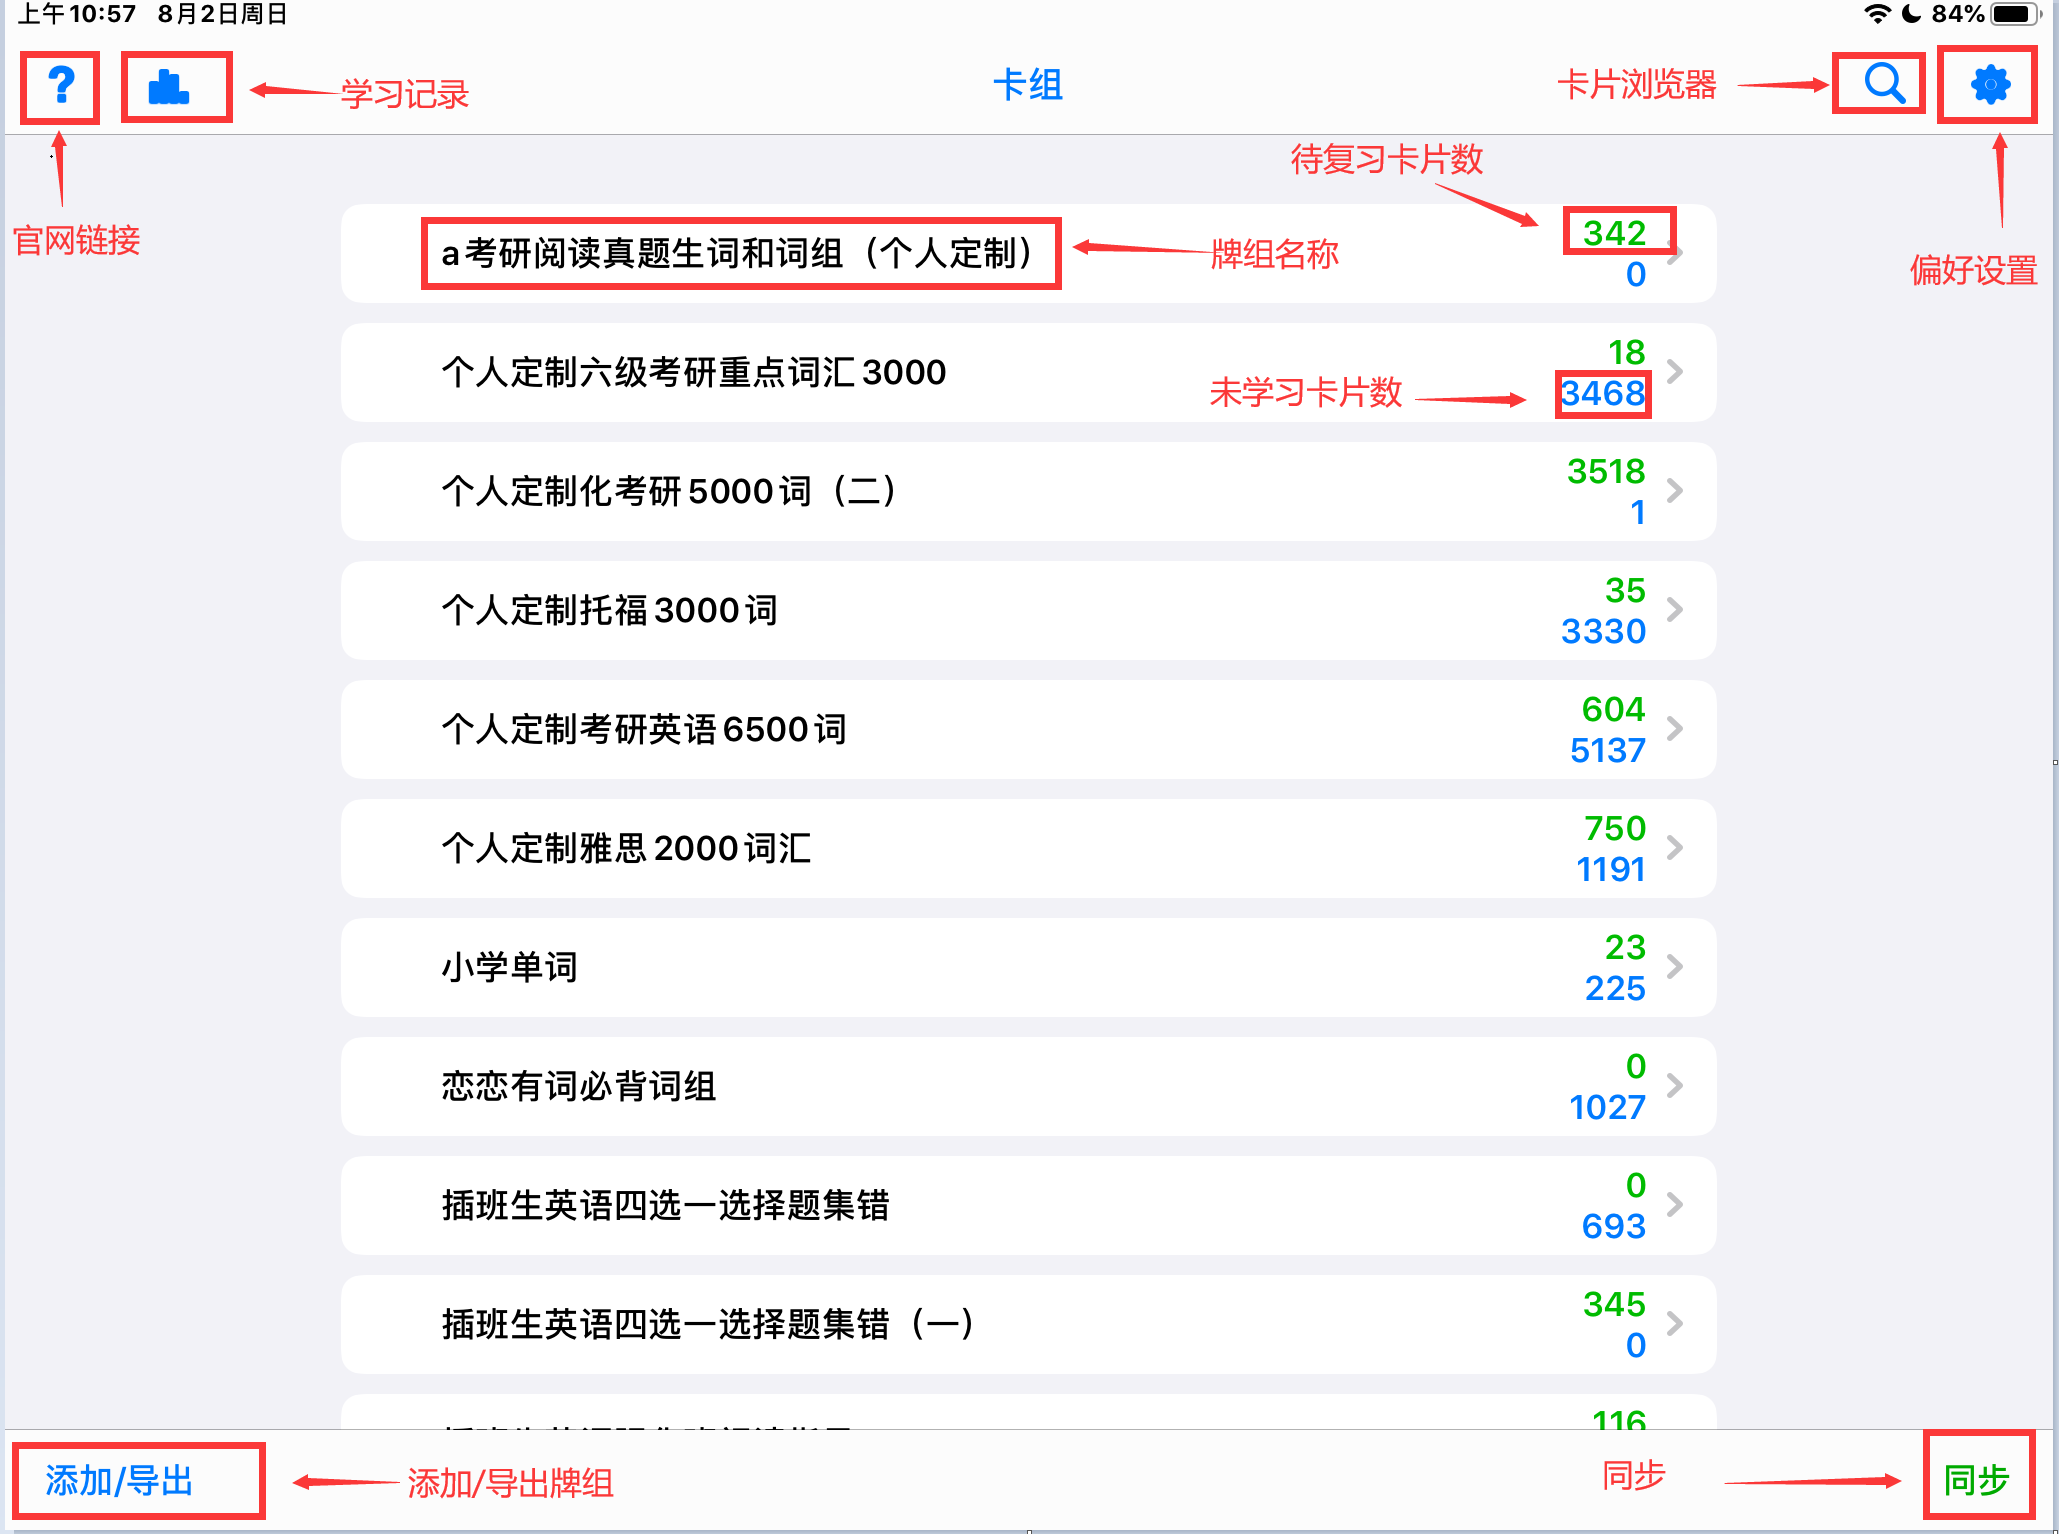 上午10:57 8月2日周日
84%
学习记录
卡组
卡片浏览器
官网链接
待复习卡片数
偏好设置
a考研阅读真题生词和词组（个人定制）
牌组名称
342
0
个人定制六级考研重点词汇3000
未学习卡片数
18
3468
个人定制化考研5000词（二）
3518
1
个人定制托福3000词
35
3330
个人定制考研英语6500词
604
5137
个人定制雅思2000词汇
750
1191
小学单词
23
225
恋恋有词必背词组
0
1027
插班生英语四选一选择题集错
0
693
插班生英语四选一选择题集错（一）
345
0
116
添加/导出
添加/导出牌组
同步
同步